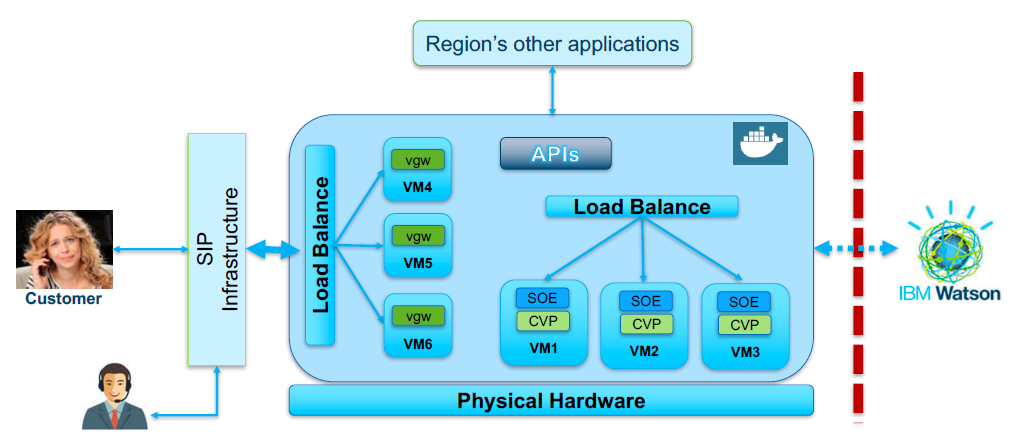 Region's other applications
APIs
vgw
VM4
SIP
Infrastructure
Load Balance
vgw
VM5
Load Balance
vgw
VM6
SOE
CVP
VM1
SOE
CVP
VM2
SOE
CVP
VM3
Customer
IBM Watson
Physical Hardware